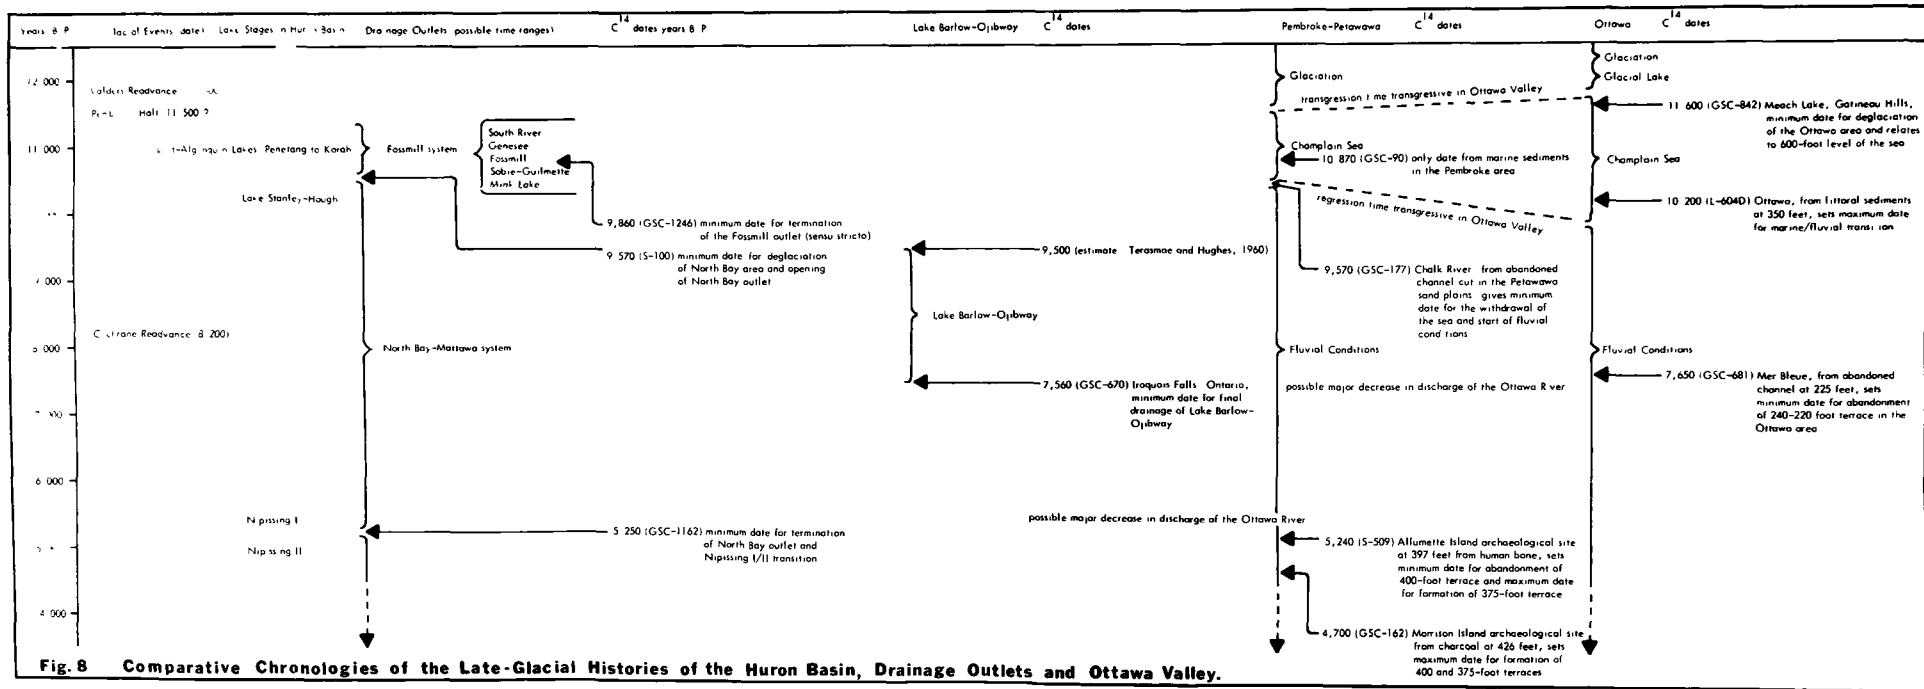 Years B P
Lake Stages in Huron Basin
Drainage Outlets possible time ranges)
C14 dates years B P
Lake Barlow-Ojibway
C14 dates
Pembroke-Petawawa
C14 dates
Ottawa
C14 dates
12 000
11 000
8 000
6 000
4 000
Valders Readvance
Halt 11 500 ?
Lakes Penetang to Korah
Lake Stanley-Hough
Readvance 8 200)
Nipissing I
Nipissing II
Fossmill system
South River
Genesee
Fossmill
Sobie-Guilmette
Mink Lake
North Bay-Mattawa system
9,860 (GSC-1246) minimum date for termination
of the Fossmill outlet (sensu stricto)
9 570 (S-100) minimum date for deglaciation
of North Bay area and opening
of North Bay outlet
5 250 (GSC-1162) minimum date for termination
of North Bay outlet and
Nipissing I/II transition
9,500 (estimate Terasmae and Hughes, 1960)
Lake Barlow-Ojibway
7,560 (GSC-670) Iroquois Falls Ontario,
minimum date for final
drainage of Lake Barlow-
Ojibway
possible major decrease in discharge of the Ottawa River
Glaciation
transgression time transgressive in Ottawa Valley
Champlain Sea
10 870 (GSC-90) only date from marine sediments
in the Pembroke area
regression time transgressive in Ottawa Valley
9,570 (GSC-177) Chalk River from abandoned
channel cut in the Petawawa
sand plains gives minimum
date for the withdrawal of
the sea and start of fluvial
conditions
Fluvial Conditions
possible major decrease in discharge of the Ottawa River
5,240 (S-509) Allumette Island archaeological site
at 397 feet from human bone, sets
minimum date for abandonment of
400-foot terrace and maximum date
for formation of 375-foot terrace
4,700 (GSC-162) Morrison Island archaeological site
from charcoal at 426 feet, sets
maximum date for formation of
400 and 375-foot terraces
Glaciation
Glacial Lake
11 600 (GSC-842) Meach Lake, Gatineau Hills,
minimum date for deglaciation
of the Ottawa area and relates
to 600-foot level of the sea
Champlain Sea
10 200 (L-604D) Ottawa, from littoral sediments
at 350 feet, sets maximum date
for marine/fluvial transition
Fluvial Conditions
7,650 (GSC-681) Mer Bleue, from abandoned
channel at 225 feet, sets
minimum date for abandonment
of 240-220 foot terrace in the
Ottawa area
Fig. 8 Comparative Chronologies of the Late-Glacial Histories of the Huron Basin, Drainage Outlets and Ottawa Valley.